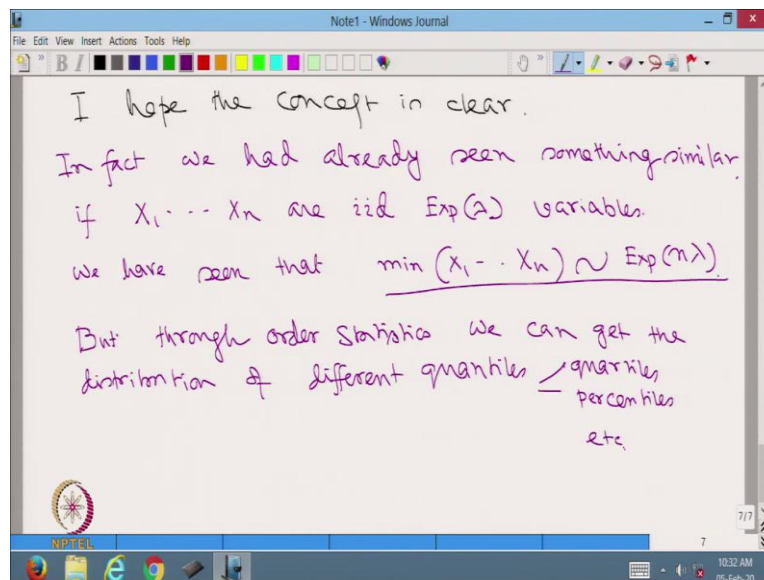 Note1 - Windows Journal
File Edit View Insert Actions Tools Help
I hope the concept in clear.
In fact we had already seen something similar.
if X₁ - - - Xₙ are iid Exp(λ) variables.
we have seen that min (X₁ - - Xₙ) ~ Exp(nλ)
But through order Statistics we can get the
distribution of different quantiles quartiles
percentiles
etc.
NPTEL
7/7
7
10:32 AM
05-Feb-20